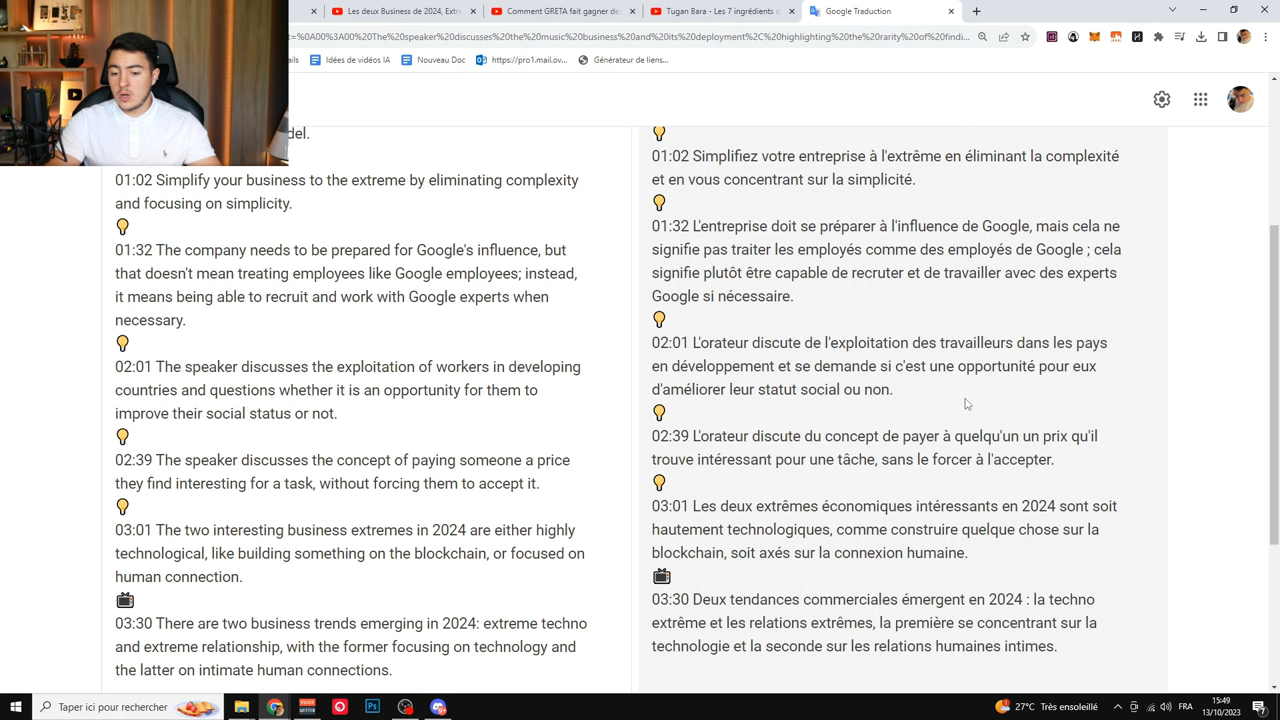 Les deux Business de 2024, Extr
Comment GRETA fait gagner de
Tugan Bara - Les 7 ingrédients d
Google Traduction
t=%0A00%3A00%20The%20speaker%20discusses%20the%20music%20business%20and%20its%20deployment%2C%20highlighting%20the%20rarity%20of%20findi...
ails
Idées de vidéos IA
Nouveau Doc
https://pro1.mail.ov...
Générateur de liens...
del.
01:02 Simplify your business to the extreme by eliminating complexity
and focusing on simplicity.
01:32 The company needs to be prepared for Google's influence, but
that doesn't mean treating employees like Google employees; instead,
it means being able to recruit and work with Google experts when
necessary.
02:01 The speaker discusses the exploitation of workers in developing
countries and questions whether it is an opportunity for them to
improve their social status or not.
02:39 The speaker discusses the concept of paying someone a price
they find interesting for a task, without forcing them to accept it.
03:01 The two interesting business extremes in 2024 are either highly
technological, like building something on the blockchain, or focused on
human connection.
03:30 There are two business trends emerging in 2024: extreme techno
and extreme relationship, with the former focusing on technology and
the latter on intimate human connections.
01:02 Simplifiez votre entreprise à l'extrême en éliminant la complexité
et en vous concentrant sur la simplicité.
01:32 L'entreprise doit se préparer à l'influence de Google, mais cela ne
signifie pas traiter les employés comme des employés de Google ; cela
signifie plutôt être capable de recruter et de travailler avec des experts
Google si nécessaire.
02:01 L'orateur discute de l'exploitation des travailleurs dans les pays
en développement et se demande si c'est une opportunité pour eux
d'améliorer leur statut social ou non.
02:39 L'orateur discute du concept de payer à quelqu'un un prix qu'il
trouve intéressant pour une tâche, sans le forcer à l'accepter.
03:01 Les deux extrêmes économiques intéressants en 2024 sont soit
hautement technologiques, comme construire quelque chose sur la
blockchain, soit axés sur la connexion humaine.
03:30 Deux tendances commerciales émergent en 2024 : la techno
extrême et les relations extrêmes, la première se concentrant sur la
technologie et la seconde sur les relations humaines intimes.
Taper ici pour rechercher
27°C Très ensoleillé
FRA
15:49
13/10/2023